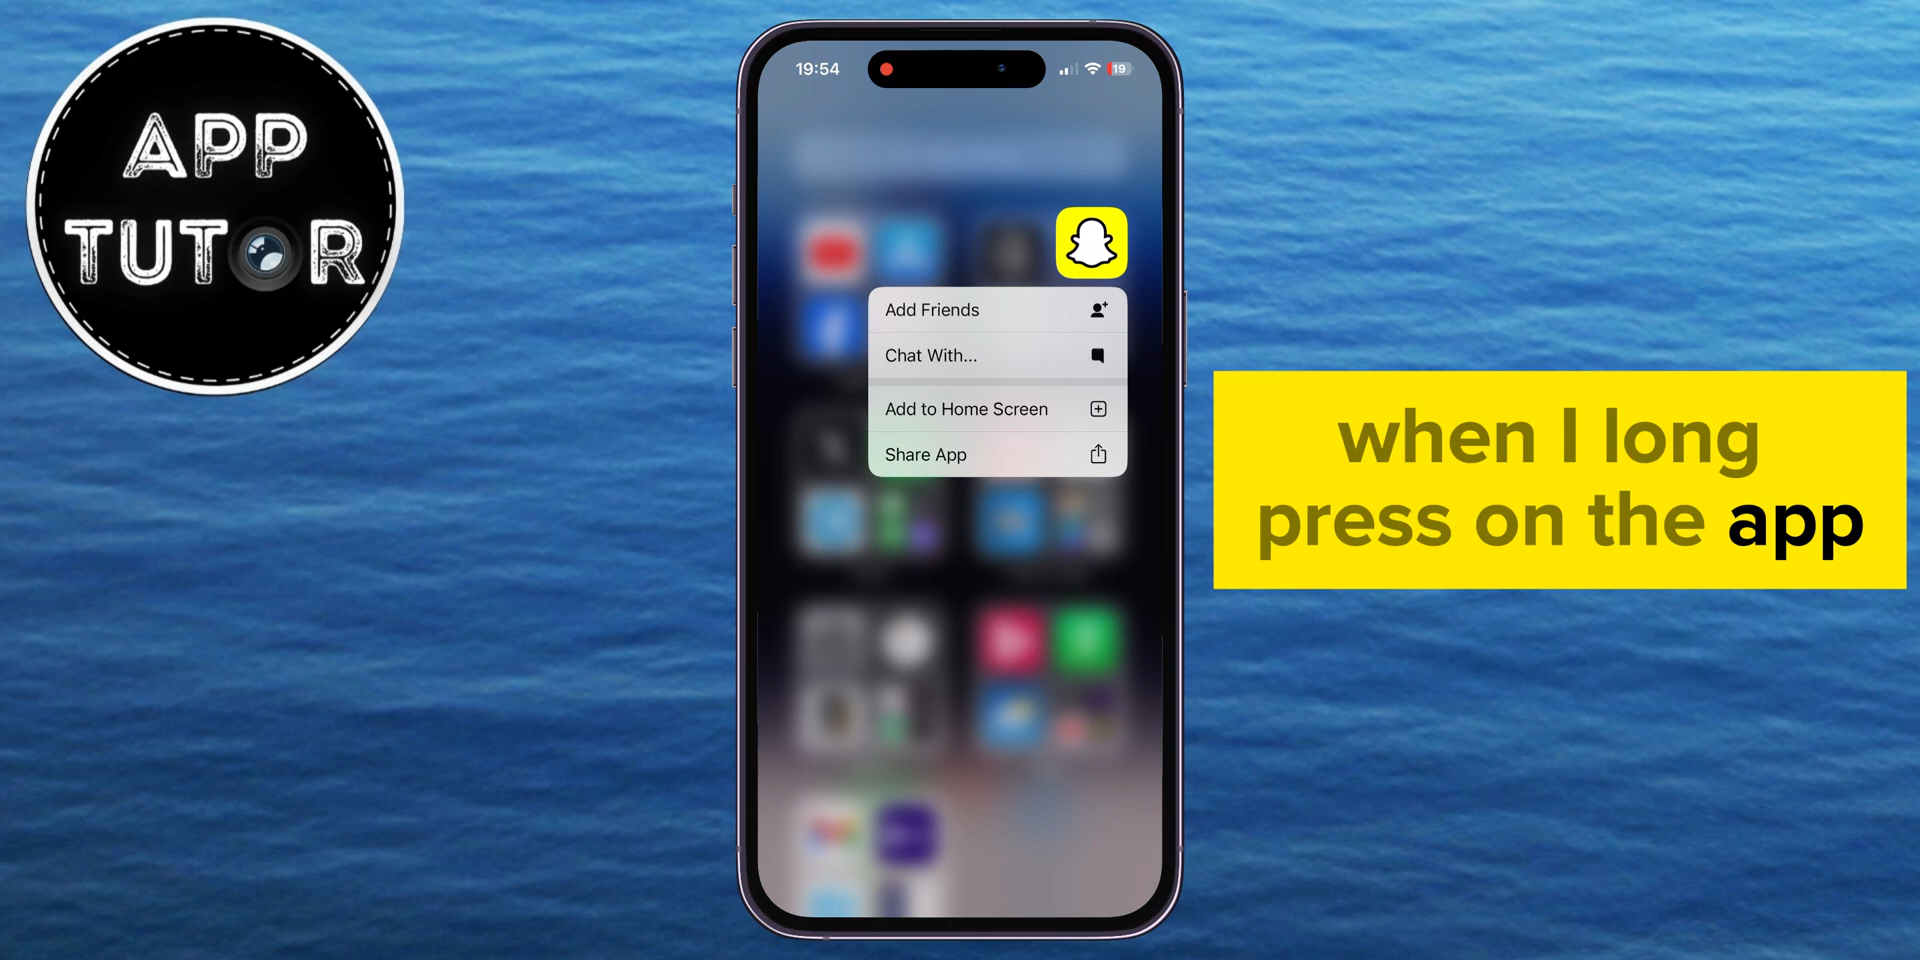 APP
TUTOR
19:54
19
Add Friends
Chat With...
Add to Home Screen
Share App
when I long
press on the app